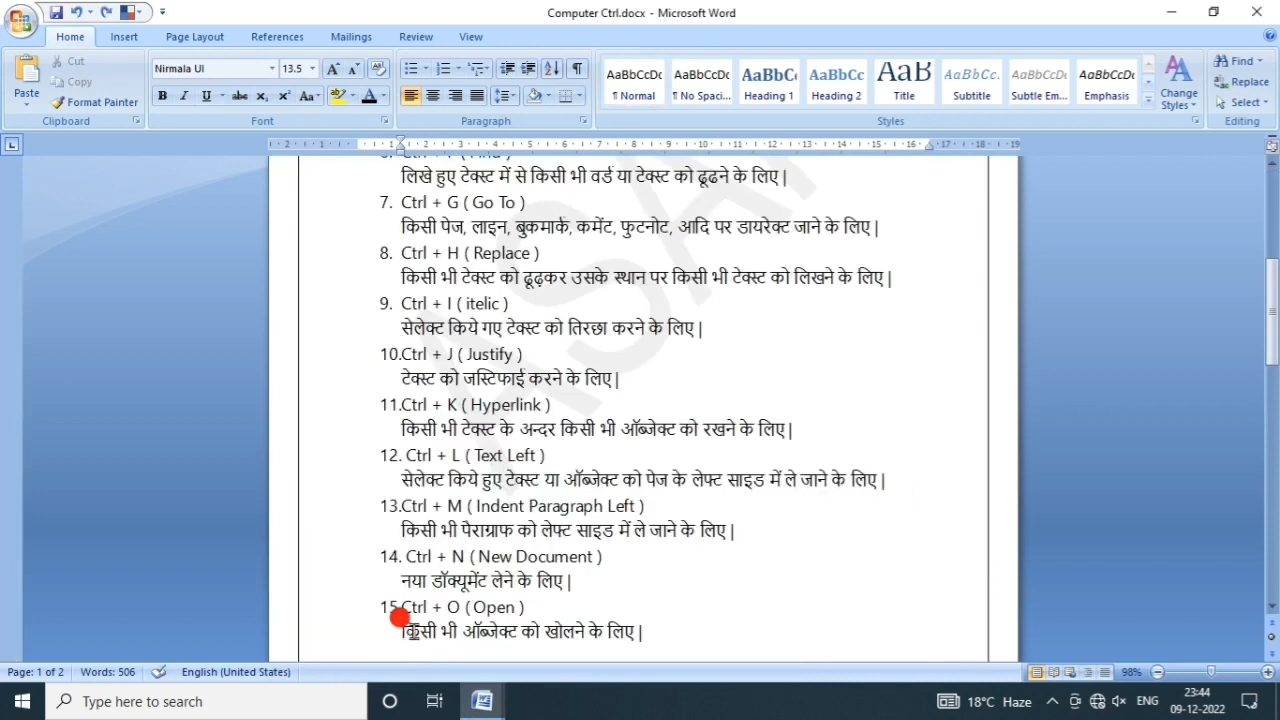 Computer Ctrl.docx - Microsoft Word
Home Insert Page Layout References Mailings Review View
Paste
Cut
Copy
Format Painter
Clipboard
Nirmala UI 13.5
B I U abc X₂ X² Aa
Font
Paragraph
AaBbCcDc AaBbCcDc AaBbC AaBbCc AaB AaBbCc. AaBbCcDc AaBbCcDc
¶ Normal ¶ No Spaci... Heading 1 Heading 2 Title Subtitle Subtle Em... Emphasis
Change Styles
Styles
Find
Replace
Select
Editing
लिखे हुए टेक्स्ट में से किसी भी वर्ड या टेक्स्ट को ढूढने के लिए |
7. Ctrl + G ( Go To )
किसी पेज, लाइन, बुकमार्क, कमेंट, फुटनोट, आदि पर डायरेक्ट जाने के लिए |
8. Ctrl + H ( Replace )
किसी भी टेक्स्ट को ढूढ़कर उसके स्थान पर किसी भी टेक्स्ट को लिखने के लिए |
9. Ctrl + I ( itelic )
सेलेक्ट किये गए टेक्स्ट को तिरछा करने के लिए |
10.Ctrl + J ( Justify )
टेक्स्ट को जस्टिफाई करने के लिए |
11.Ctrl + K ( Hyperlink )
किसी भी टेक्स्ट के अन्दर किसी भी ऑब्जेक्ट को रखने के लिए |
12. Ctrl + L ( Text Left )
सेलेक्ट किये हुए टेक्स्ट या ऑब्जेक्ट को पेज के लेफ्ट साइड में ले जाने के लिए |
13.Ctrl + M ( Indent Paragraph Left )
किसी भी पैराग्राफ को लेफ्ट साइड में ले जाने के लिए |
14. Ctrl + N ( New Document )
नया डॉक्यूमेंट लेने के लिए |
15.Ctrl + O ( Open )
किसी भी ऑब्जेक्ट को खोलने के लिए |
Page: 1 of 2 Words: 506 English (United States) 98%
Type here to search 18°C Haze ENG 23:44
09-12-2022